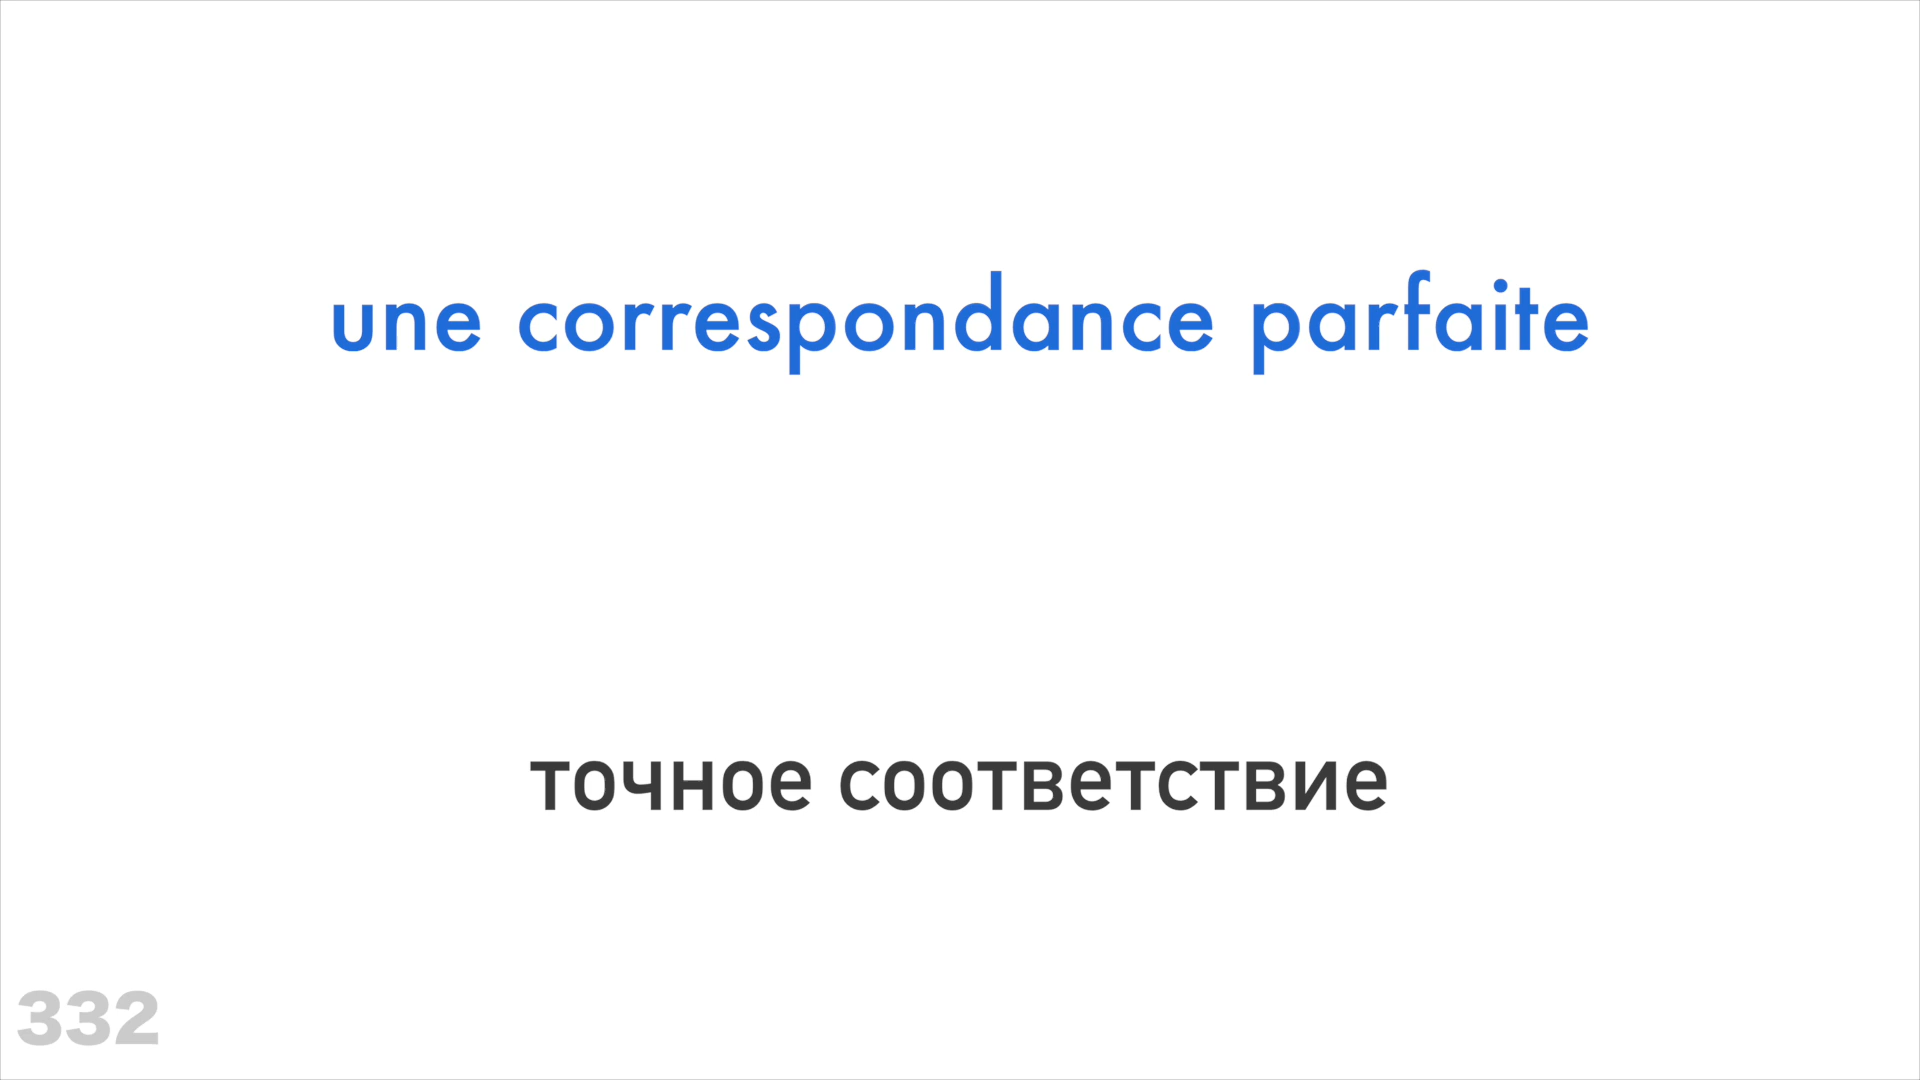 une correspondance parfaite
точное соответствие
332